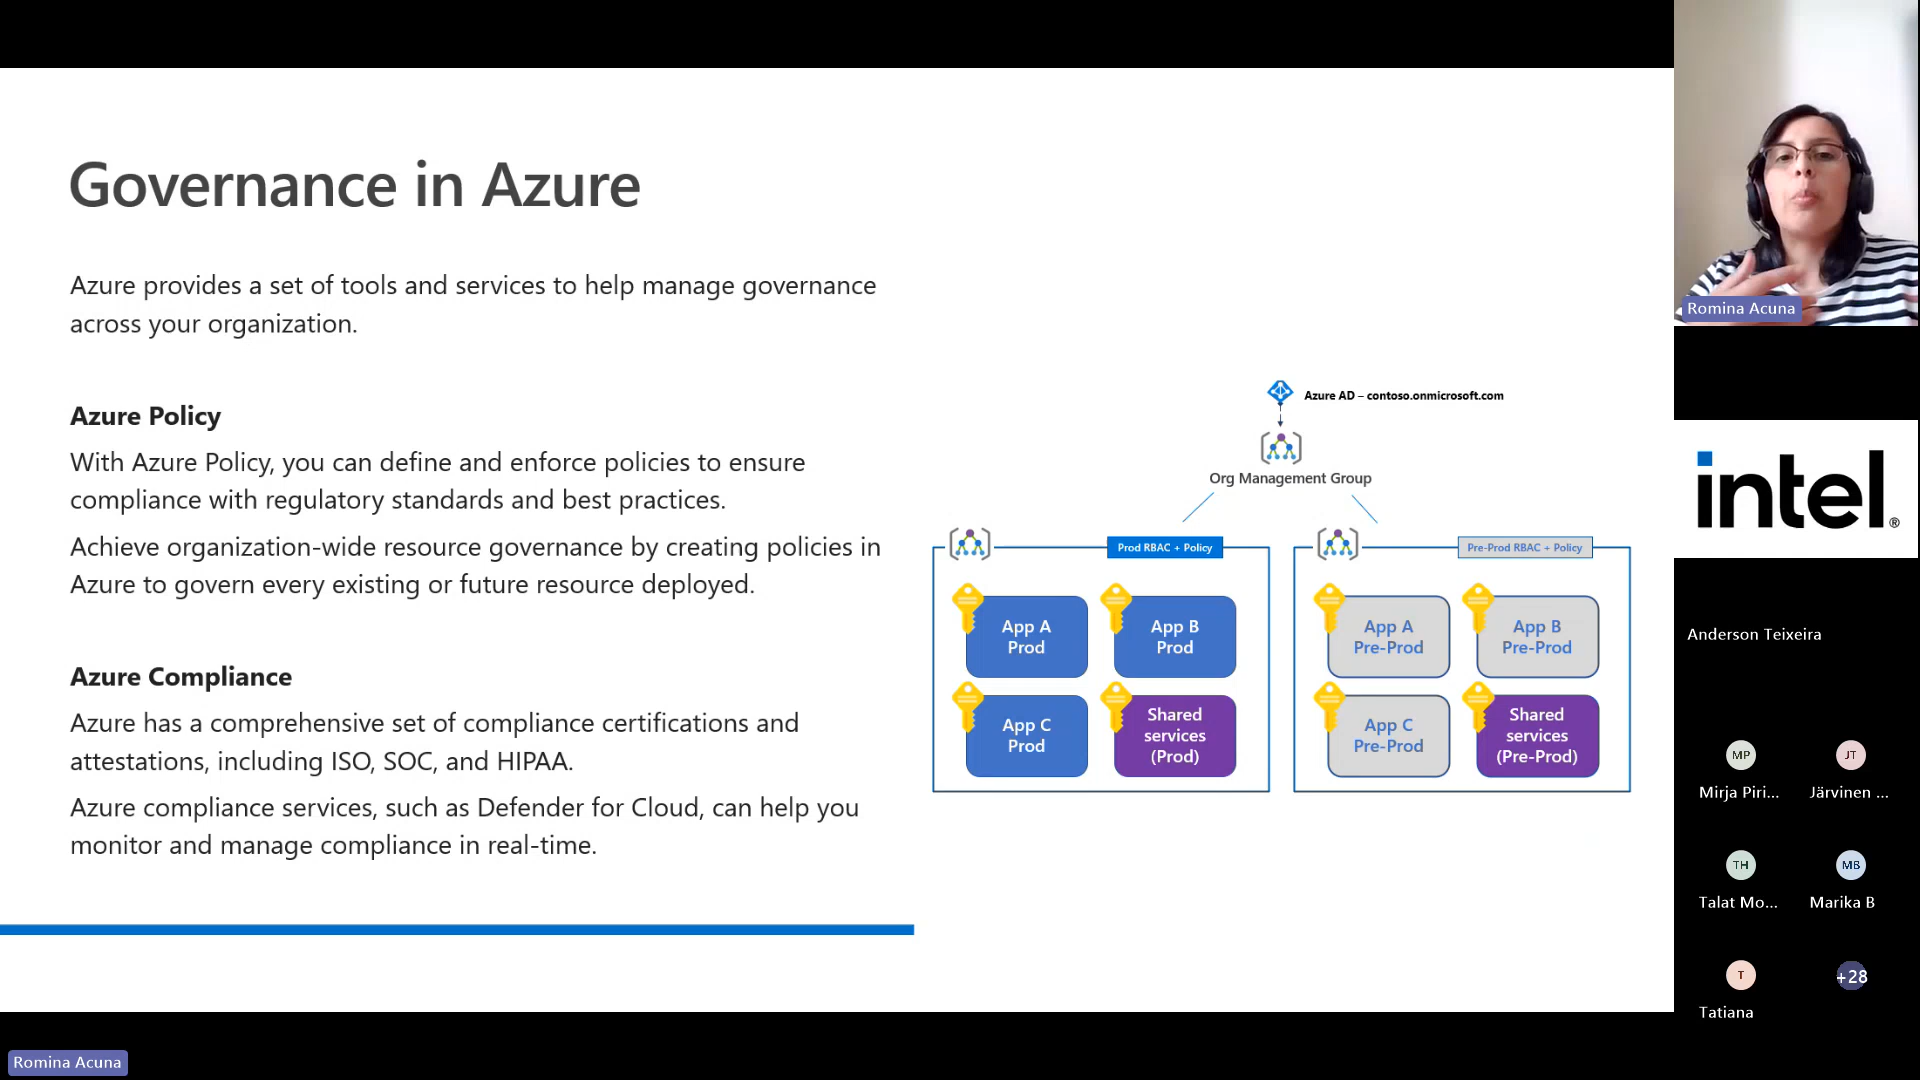 Governance in Azure
Azure provides a set of tools and services to help manage governance
across your organization.
Azure Policy
With Azure Policy, you can define and enforce policies to ensure
compliance with regulatory standards and best practices.
Achieve organization-wide resource governance by creating policies in
Azure to govern every existing or future resource deployed.
Azure Compliance
Azure has a comprehensive set of compliance certifications and
attestations, including ISO, SOC, and HIPAA.
Azure compliance services, such as Defender for Cloud, can help you
monitor and manage compliance in real-time.
Azure AD – contoso.onmicrosoft.com
Org Management Group
Prod RBAC + Policy
App A
Prod
App B
Prod
App C
Prod
Shared
services
(Prod)
Pre-Prod RBAC + Policy
App A
Pre-Prod
App B
Pre-Prod
App C
Pre-Prod
Shared
services
(Pre-Prod)
Romina Acuna
intel®
Anderson Teixeira
MP
Mirja Piri...
JT
Järvinen ...
TH
Talat Mo...
MB
Marika B
T
Tatiana
+28
Romina Acuna